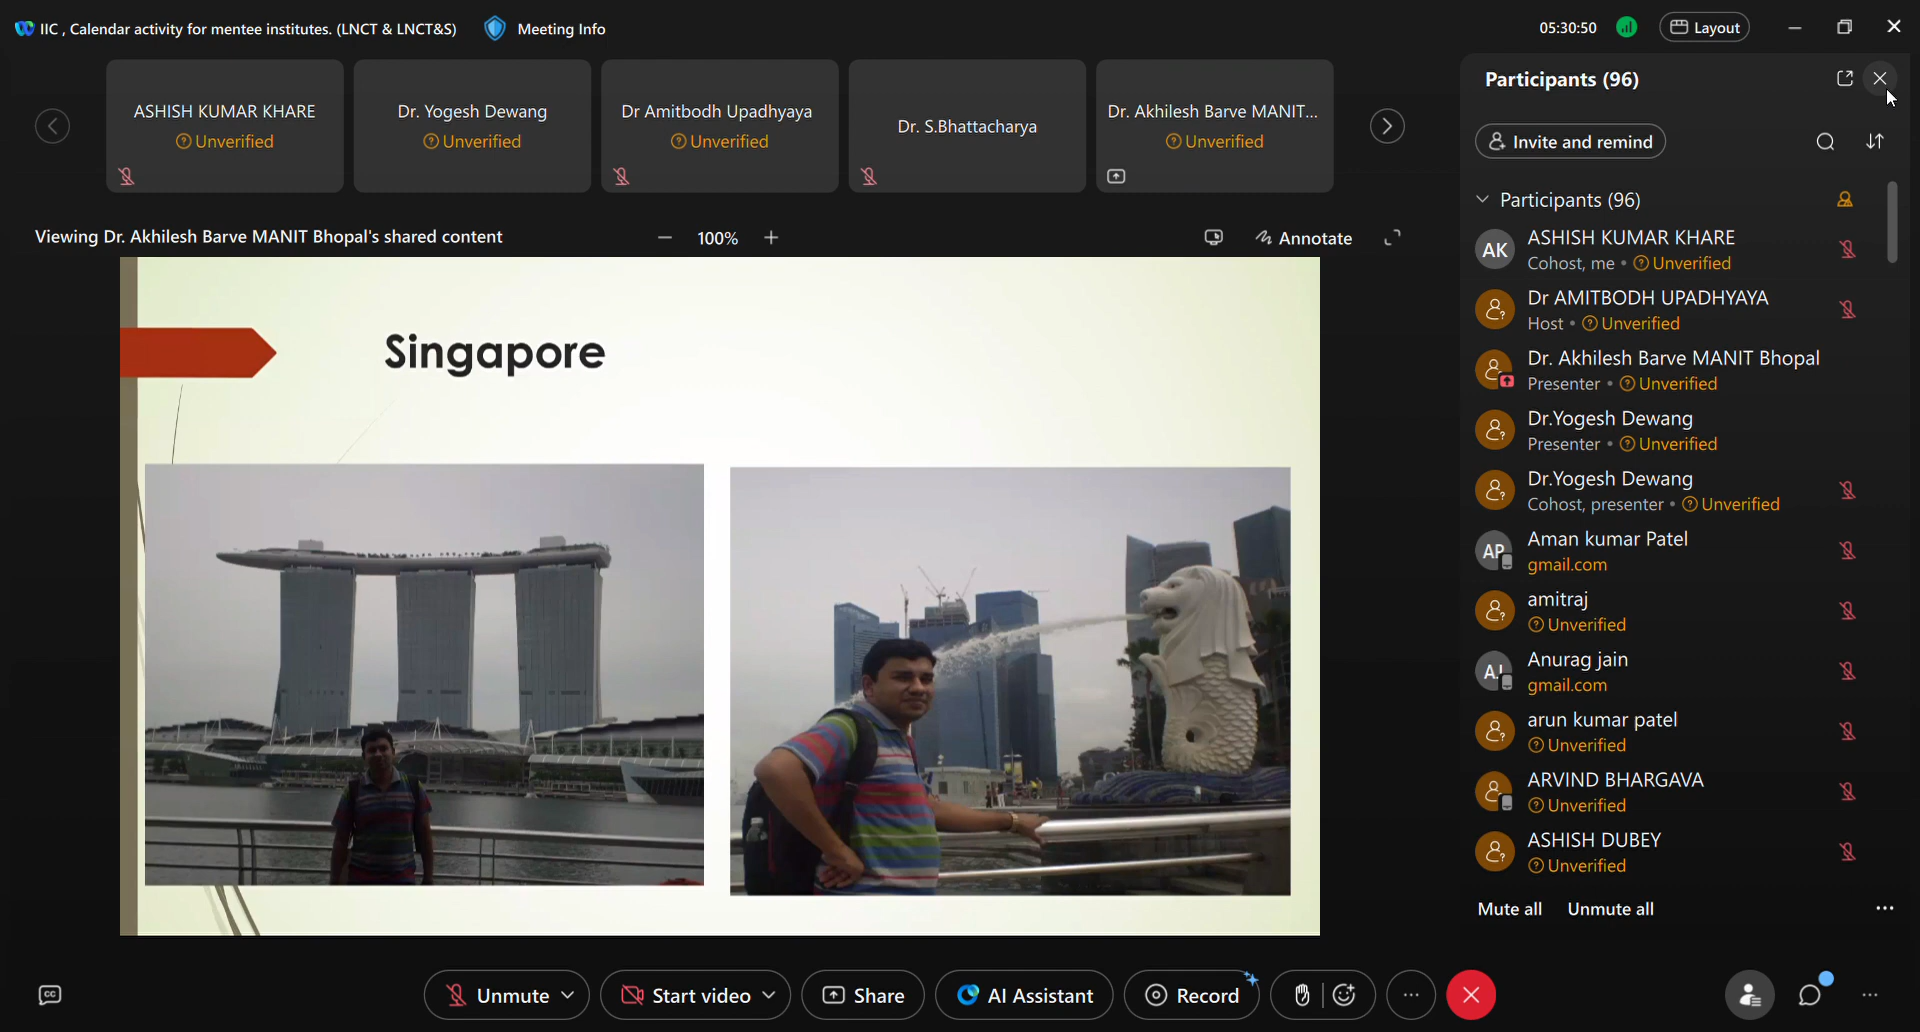 IIC , Calendar activity for mentee institutes. (LNCT & LNCT&S)
Meeting Info
05:30:50
Layout
ASHISH KUMAR KHARE
Unverified
Dr. Yogesh Dewang
Unverified
Dr Amitbodh Upadhyaya
Unverified
Dr. S.Bhattacharya
Dr. Akhilesh Barve MANIT...
Unverified
Viewing Dr. Akhilesh Barve MANIT Bhopal's shared content
100%
Annotate
Singapore
Participants (96)
Invite and remind
Participants (96)
AK
ASHISH KUMAR KHARE
Cohost, me • Unverified
Dr AMITBODH UPADHYAYA
Host • Unverified
Dr. Akhilesh Barve MANIT Bhopal
Presenter • Unverified
Dr.Yogesh Dewang
Presenter • Unverified
Dr.Yogesh Dewang
Cohost, presenter • Unverified
AP
Aman kumar Patel
gmail.com
amitraj
Unverified
AJ
Anurag jain
gmail.com
arun kumar patel
Unverified
ARVIND BHARGAVA
Unverified
ASHISH DUBEY
Unverified
Mute all
Unmute all
CC
Unmute
Start video
Share
AI Assistant
Record